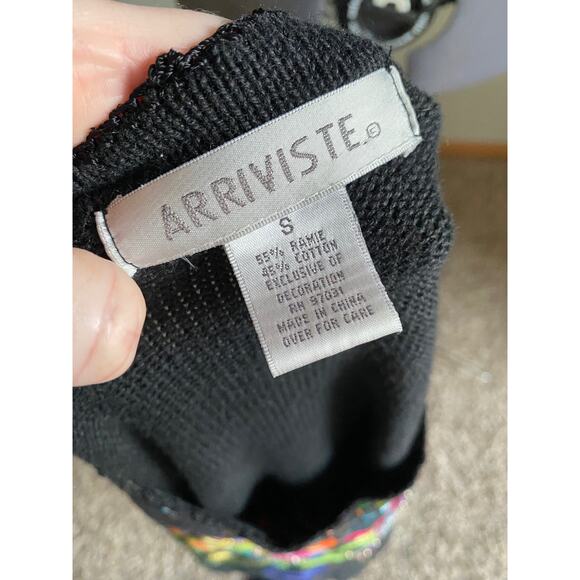 ARRIVISTE
S
55% RAMIE
45% COTTON
EXCLUSIVE OF
DECORATION
RN 97031
MADE IN CHINA
OVER FOR CARE